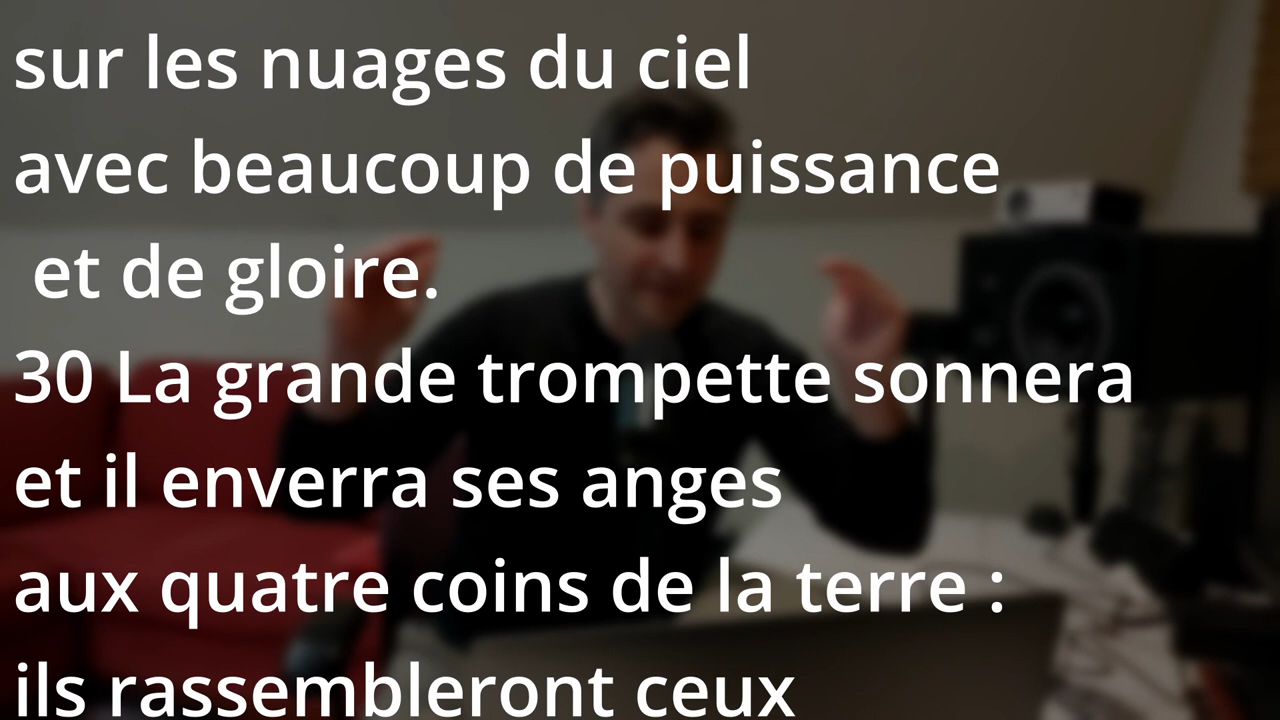 sur les nuages du ciel
avec beaucoup de puissance
et de gloire.
30 La grande trompette sonnera
et il enverra ses anges
aux quatre coins de la terre :
ils rassembleront ceux